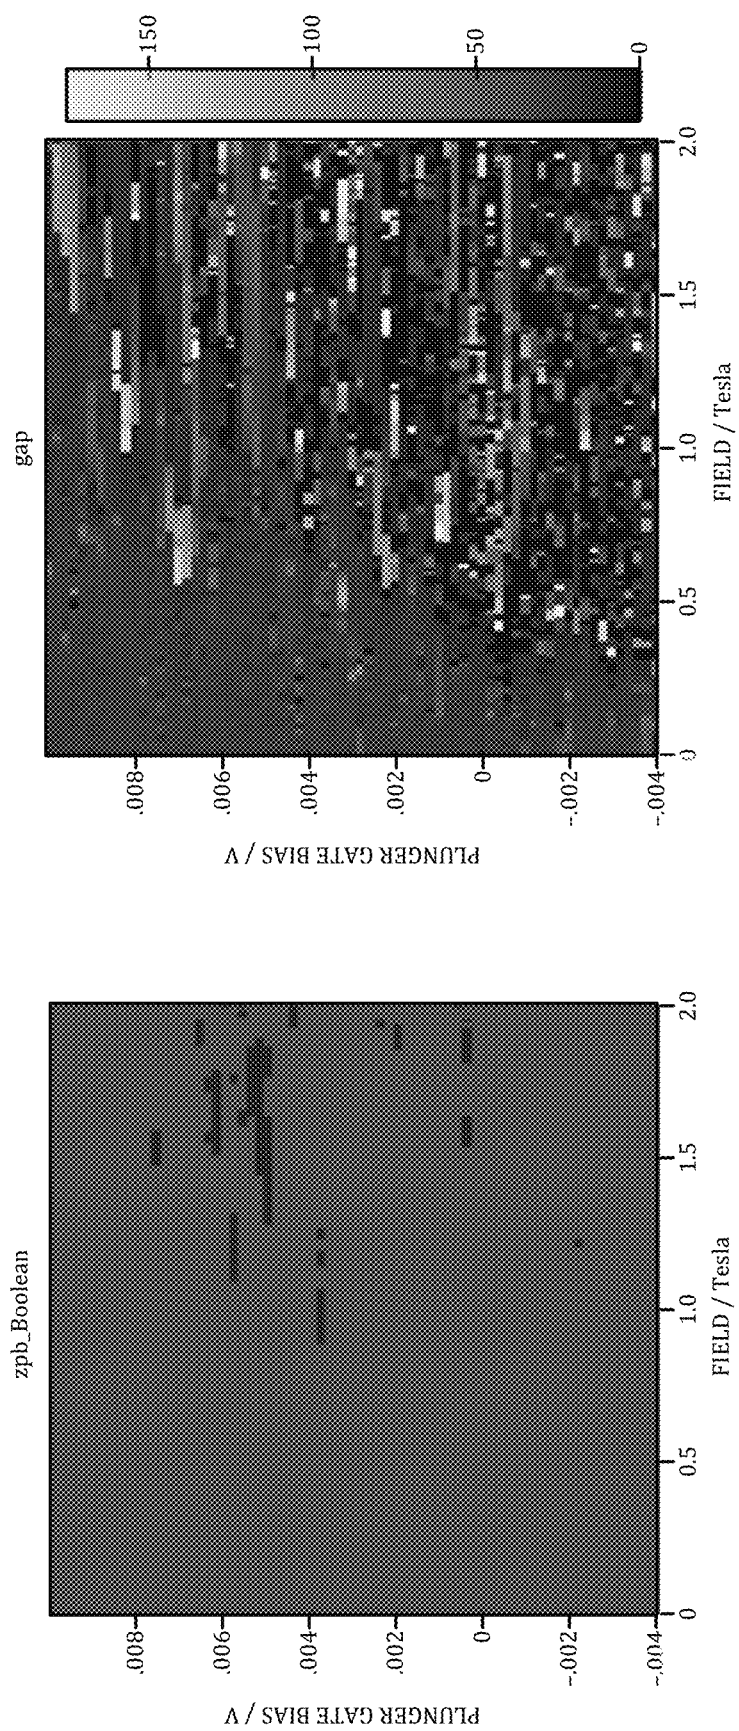 zpb_Boolean
PLUNGER GATE BIAS / V
.008
.006
.004
.002
0
-.002
-.004
0 0.5 1.0 1.5 2.0
FIELD / Tesla
gap
PLUNGER GATE BIAS / V
.008
.006
.004
.002
0
-.002
-.004
0 0.5 1.0 1.5 2.0
FIELD / Tesla
150
100
50
0